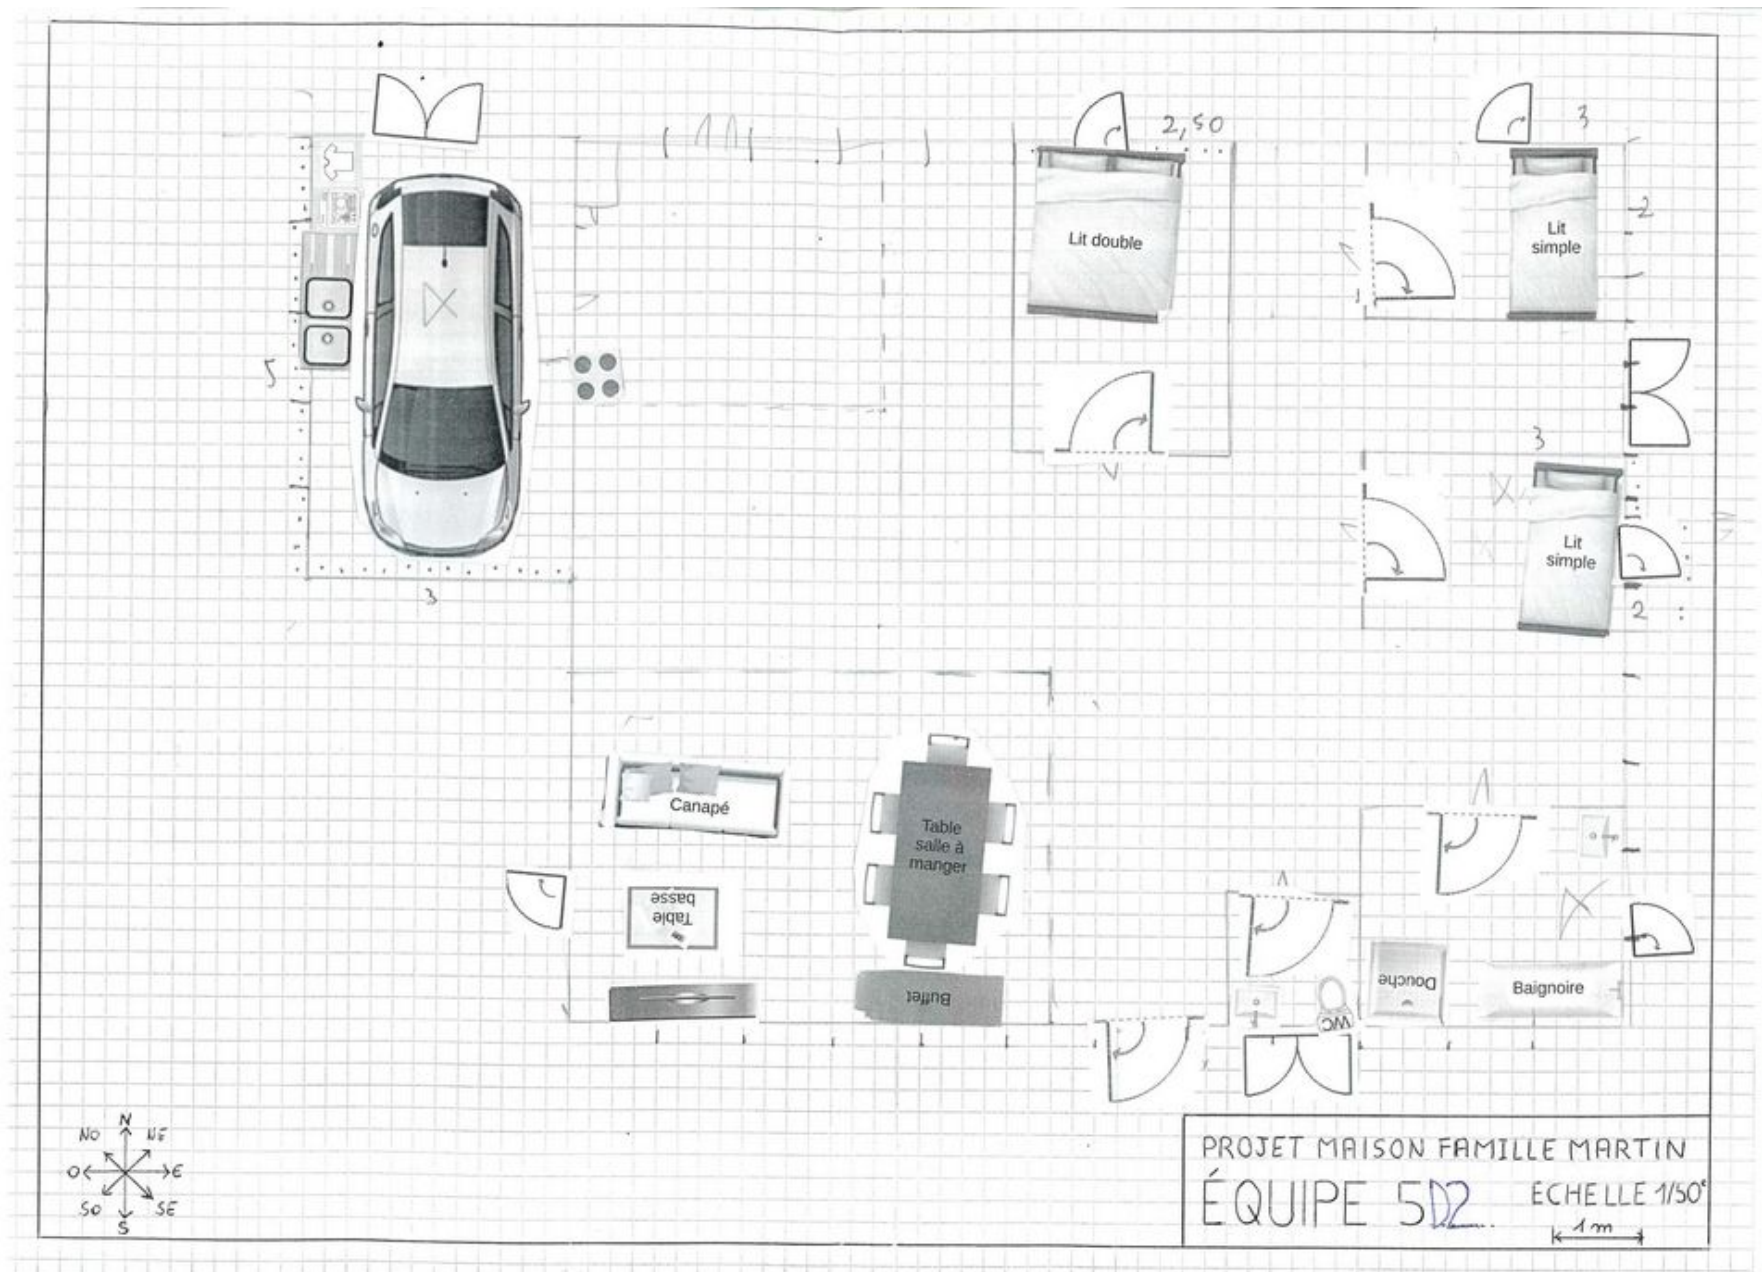 2,50
3
Lit double
Lit
simple
2
5
3
3
Lit
simple
2
Canapé
Table
salle à
manger
Table
basse
Buffet
WC
Douche
Baignoire
N
NO
NE
O
E
SO
SE
S
PROJET MAISON FAMILLE MARTIN
ÉQUIPE 5D2
ECHELLE 1/50e
1m